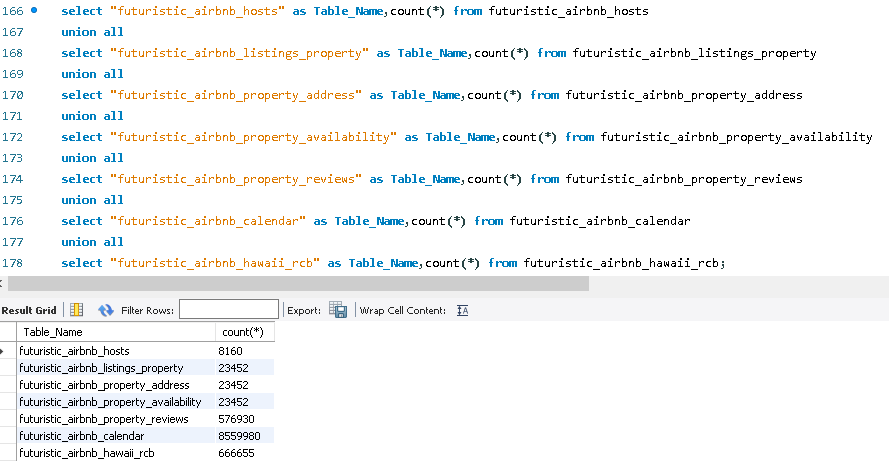 166 select "futuristic_airbnb_hosts" as Table_Name,count(*) from futuristic_airbnb_hosts
167 union all
168 select "futuristic_airbnb_listings_property" as Table_Name,count(*) from futuristic_airbnb_listings_property
169 union all
170 select "futuristic_airbnb_property_address" as Table_Name,count(*) from futuristic_airbnb_property_address
171 union all
172 select "futuristic_airbnb_property_availability" as Table_Name,count(*) from futuristic_airbnb_property_availability
173 union all
174 select "futuristic_airbnb_property_reviews" as Table_Name,count(*) from futuristic_airbnb_property_reviews
175 union all
176 select "futuristic_airbnb_calendar" as Table_Name,count(*) from futuristic_airbnb_calendar
177 union all
178 select "futuristic_airbnb_hawaii_rcb" as Table_Name,count(*) from futuristic_airbnb_hawaii_rcb;
Result Grid Filter Rows: Export: Wrap Cell Content: IA
Table_Name count(*)
futuristic_airbnb_hosts 8160
futuristic_airbnb_listings_property 23452
futuristic_airbnb_property_address 23452
futuristic_airbnb_property_availability 23452
futuristic_airbnb_property_reviews 576930
futuristic_airbnb_calendar 8559980
futuristic_airbnb_hawaii_rcb 666655